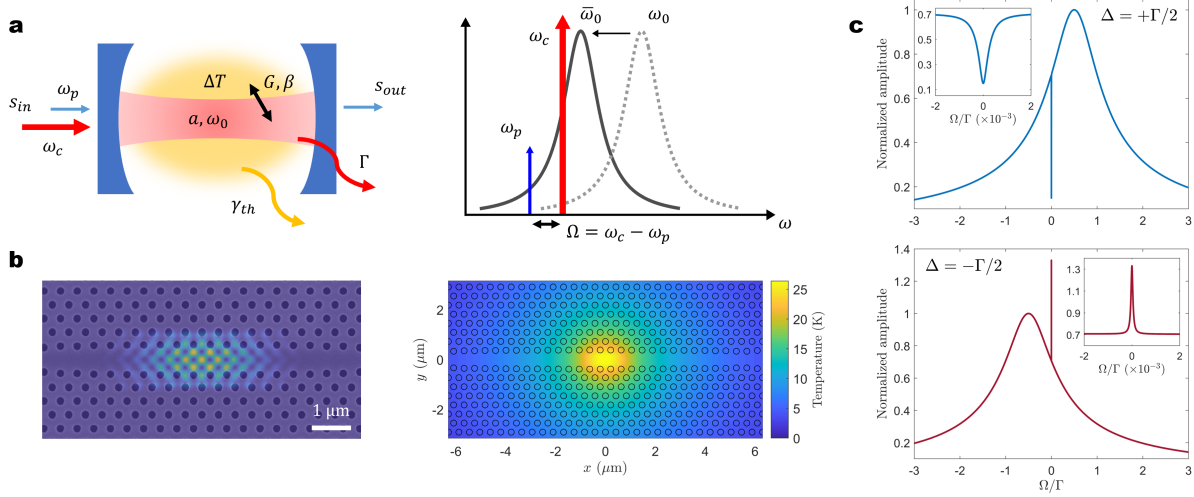 a
ΔT
G, β
s_in
ω_p
a, ω_0
s_out
ω_c
Γ
γ_th
ω̅_0
ω_0
ω_c
ω_p
ω
Ω = ω_c − ω_p
b
1 μm
2
0
-2
y (μm)
-6
-4
-2
0
2
4
6
x (μm)
25
20
15
10
5
0
Temperature (K)
c
Δ = +Γ/2
Normalized amplitude
1
0.8
0.6
0.4
0.2
-3
-2
-1
0
1
2
3
0.7
0.5
0.3
0.1
-2
0
2
Ω/Γ (×10⁻³)
Δ = −Γ/2
Normalized amplitude
1.4
1.2
1
0.8
0.6
0.4
0.2
-3
-2
-1
0
1
2
3
Ω/Γ
1.3
1.1
0.9
0.7
-2
0
2
Ω/Γ (×10⁻³)